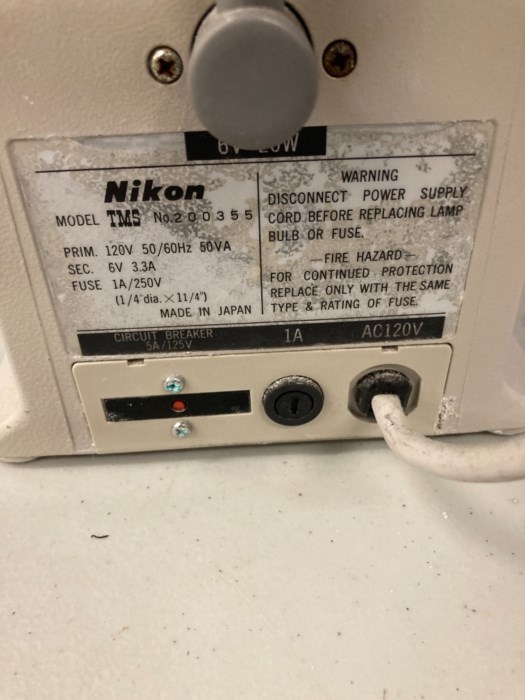 6V 20W
Nikon
MODEL TMS No.200355
PRIM. 120V 50/60Hz 50VA
SEC. 6V 3.3A
FUSE 1A/250V
(1/4"dia.×11/4")
MADE IN JAPAN
WARNING
DISCONNECT POWER SUPPLY
CORD BEFORE REPLACING LAMP
BULB OR FUSE.
—FIRE HAZARD—
FOR CONTINUED PROTECTION
REPLACE ONLY WITH THE SAME
TYPE & RATING OF FUSE.
CIRCUIT BREAKER
5A/125V
1A
AC120V